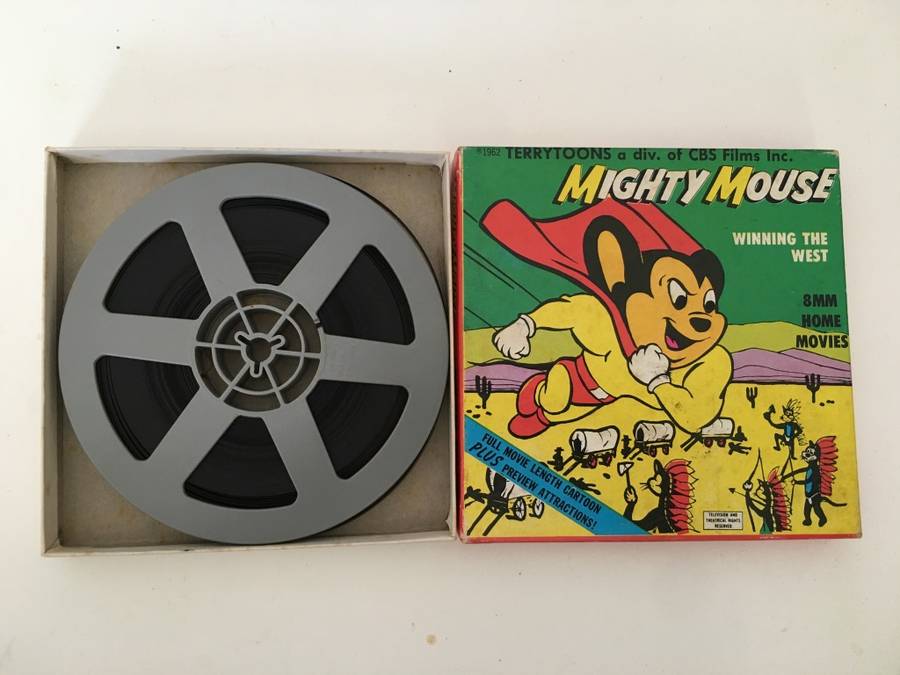 ©1962 TERRYTOONS a div. of CBS Films Inc.
MIGHTY MOUSE
WINNING THE
WEST
8MM
HOME
MOVIES
FULL MOVIE LENGTH CARTOON
PLUS PREVIEW ATTRACTIONS!
TELEVISION AND
THEATRICAL RIGHTS
RESERVED